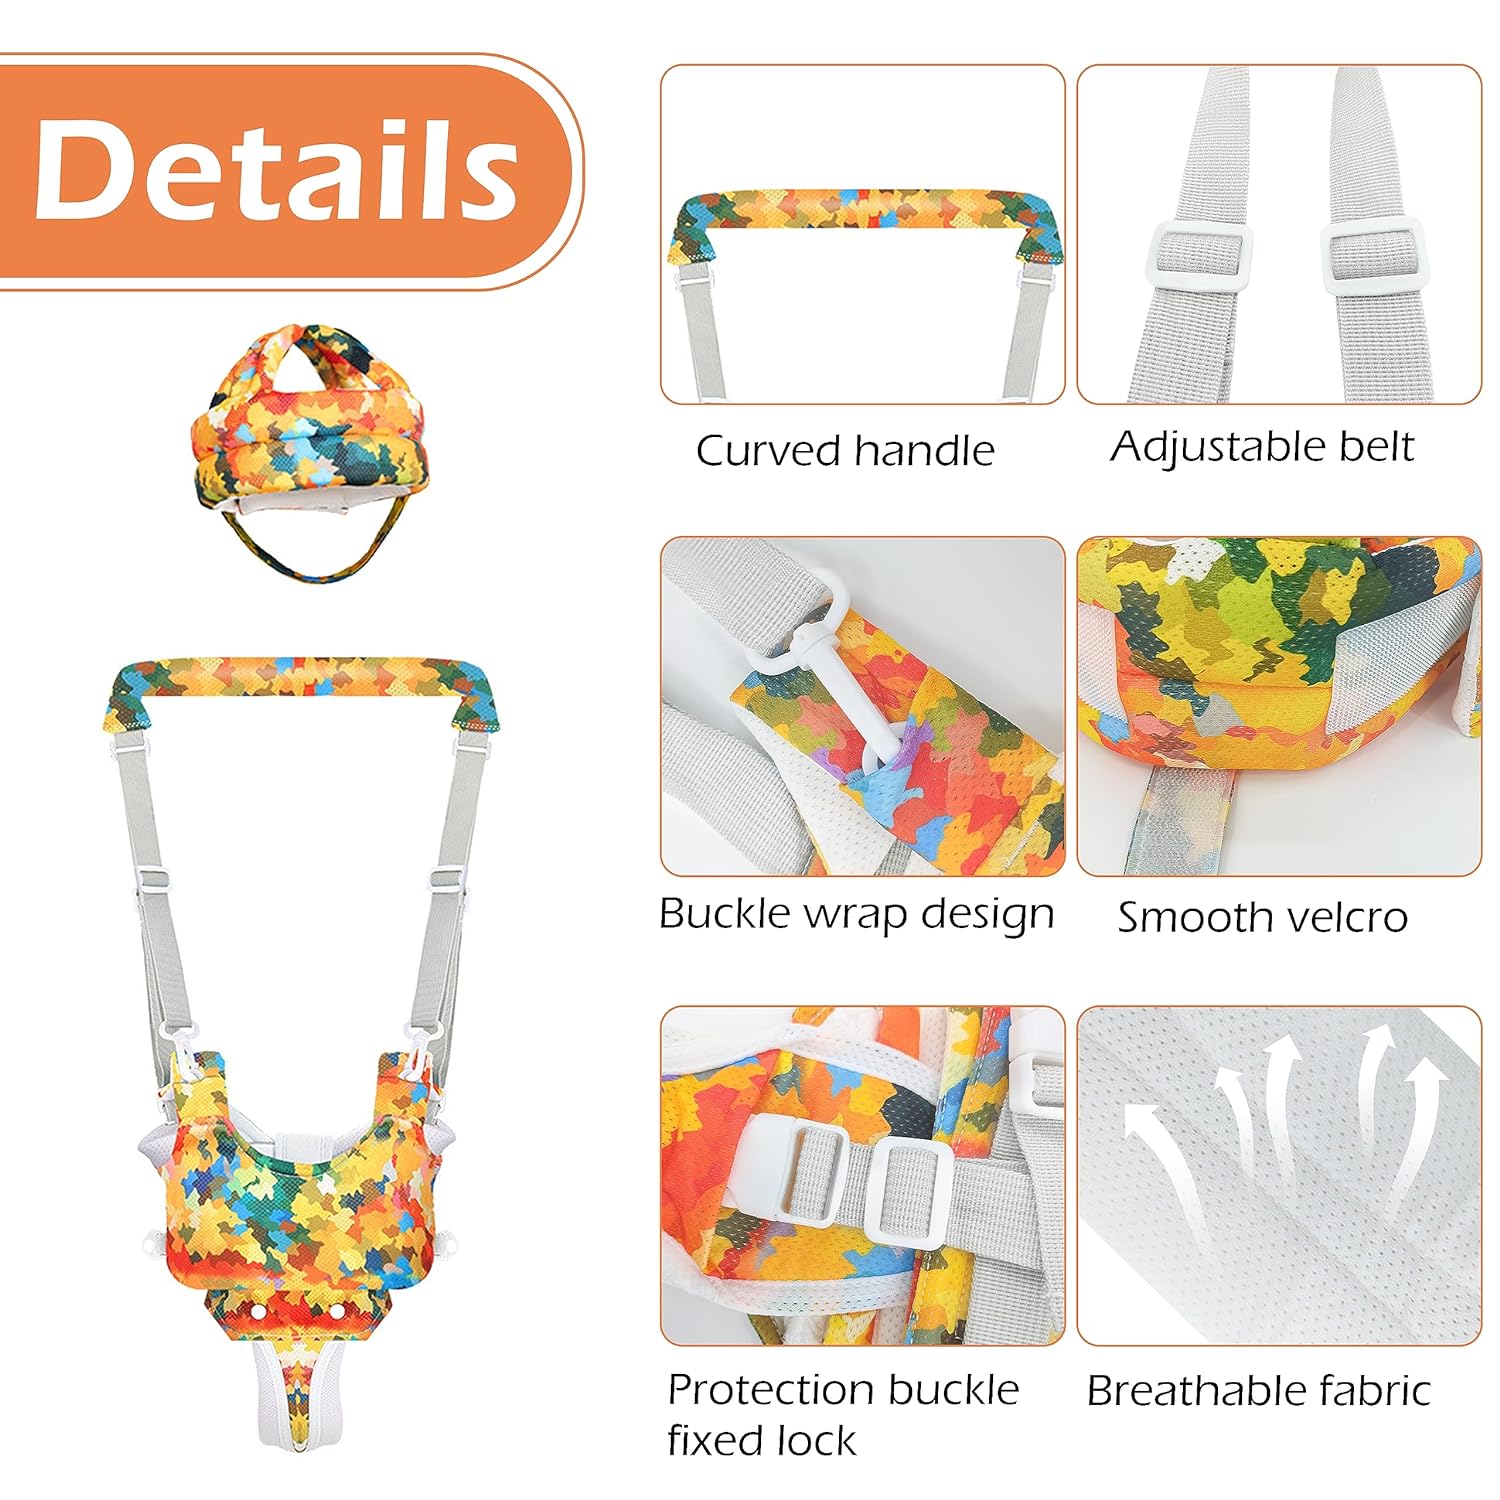 Details
Curved handle
Adjustable belt
Buckle wrap design
Smooth velcro
Protection buckle
fixed lock
Breathable fabric